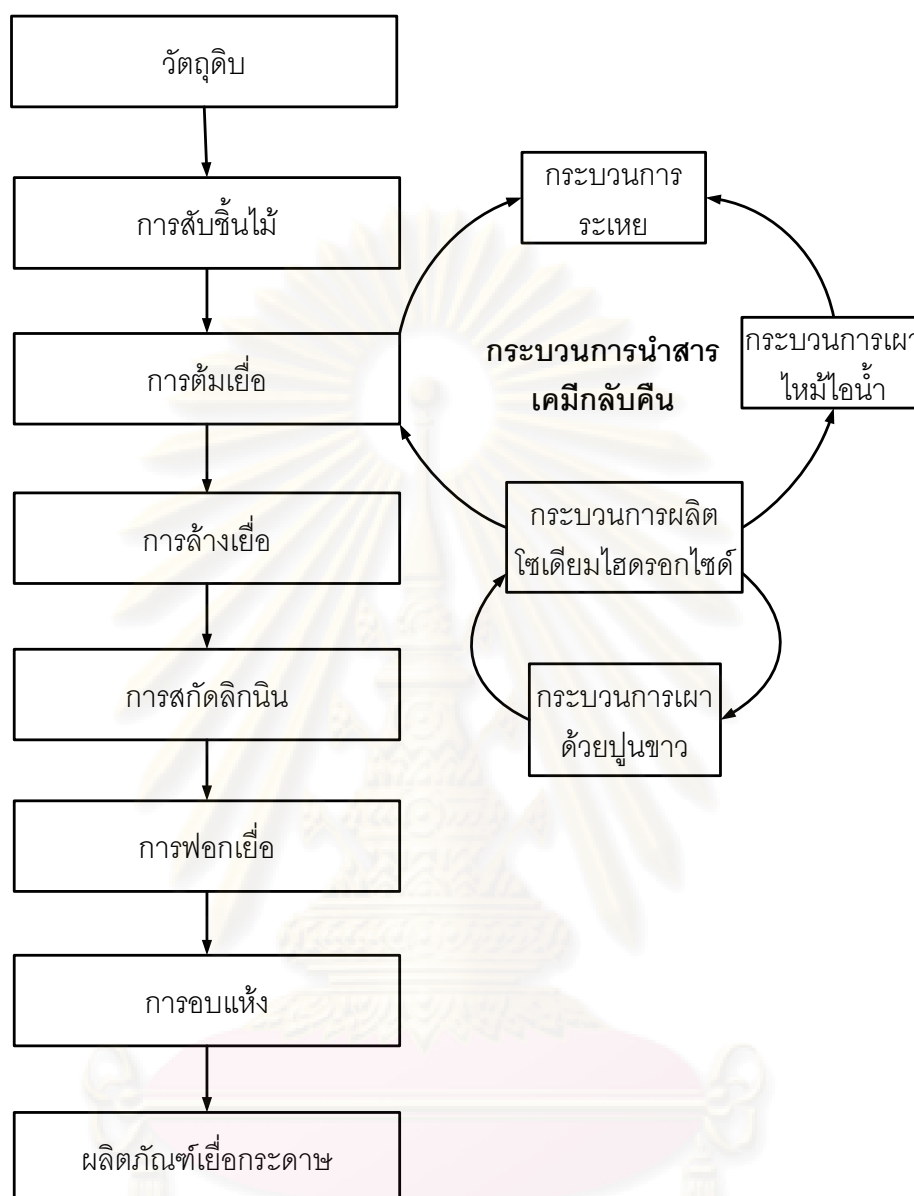 วัตถุดิบ
การสับชิ้นไม้
การต้มเยื่อ
การล้างเยื่อ
การสกัดลิกนิน
การฟอกเยื่อ
การอบแห้ง
ผลิตภัณฑ์เยื่อกระดาษ
กระบวนการ
ระเหย
กระบวนการนำสาร
เคมีกลับคืน
กระบวนการเผา
ไหม้ไอน้ำ
กระบวนการผลิต
โซเดียมไฮดรอกไซด์
กระบวนการเผา
ด้วยปูนขาว